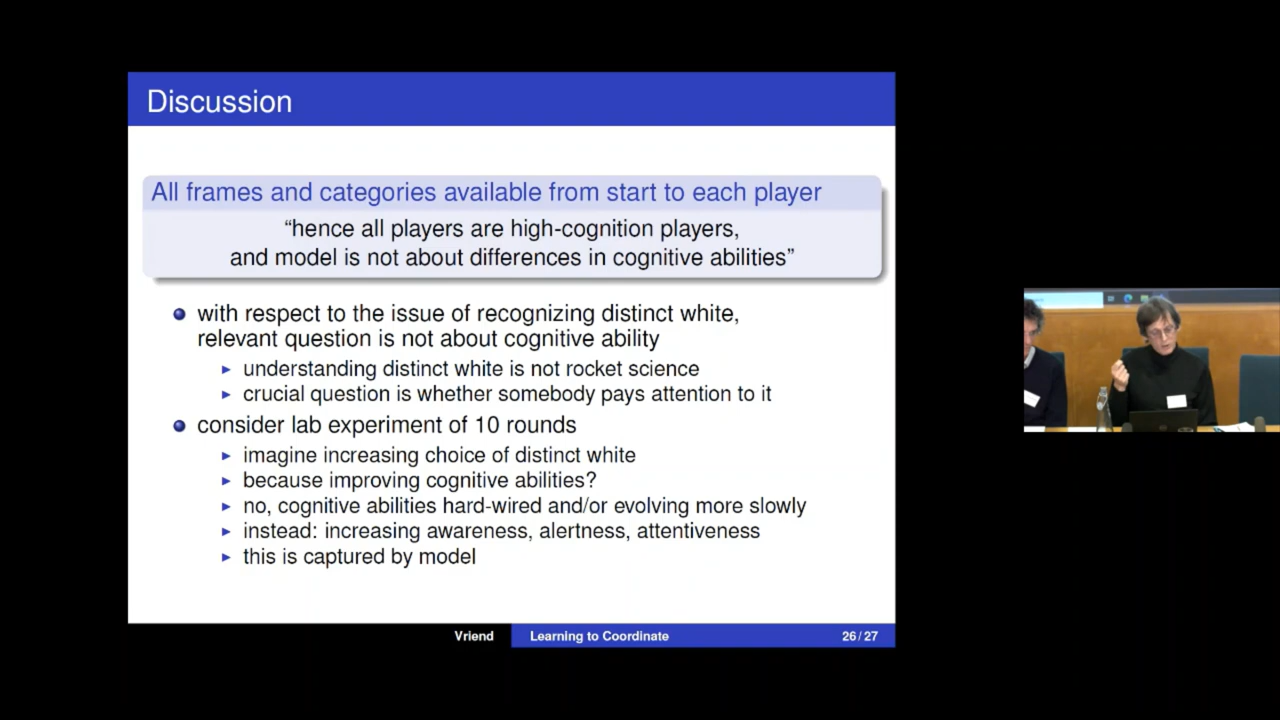 Discussion
All frames and categories available from start to each player
“hence all players are high-cognition players,
and model is not about differences in cognitive abilities”
with respect to the issue of recognizing distinct white,
relevant question is not about cognitive ability
understanding distinct white is not rocket science
crucial question is whether somebody pays attention to it
consider lab experiment of 10 rounds
imagine increasing choice of distinct white
because improving cognitive abilities?
no, cognitive abilities hard-wired and/or evolving more slowly
instead: increasing awareness, alertness, attentiveness
this is captured by model
Vriend Learning to Coordinate 26 / 27